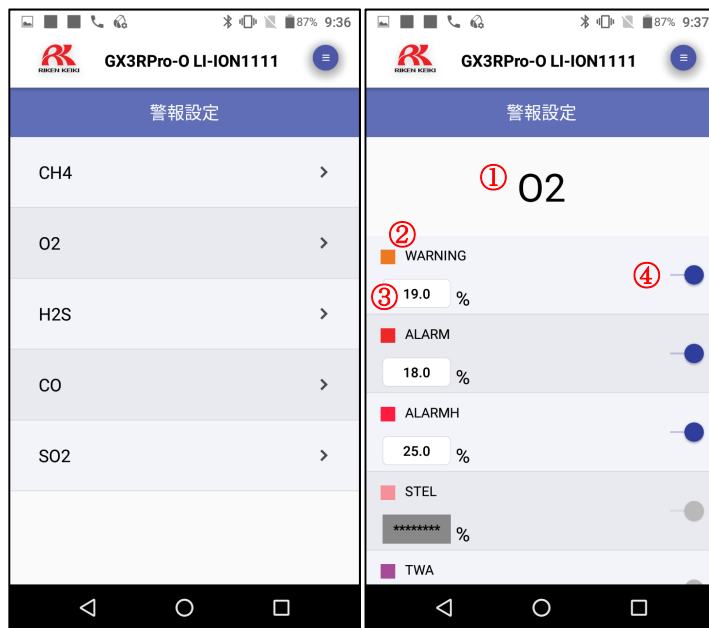 87% 9:36
RIKEN KEIKI
GX3RPro-O LI-ION1111
警報設定
CH4
O2
H2S
CO
SO2
87% 9:37
RIKEN KEIKI
GX3RPro-O LI-ION1111
警報設定
① O2
②
WARNING
③ 19.0 %
④
ALARM
18.0 %
ALARMH
25.0 %
STEL
******** %
TWA